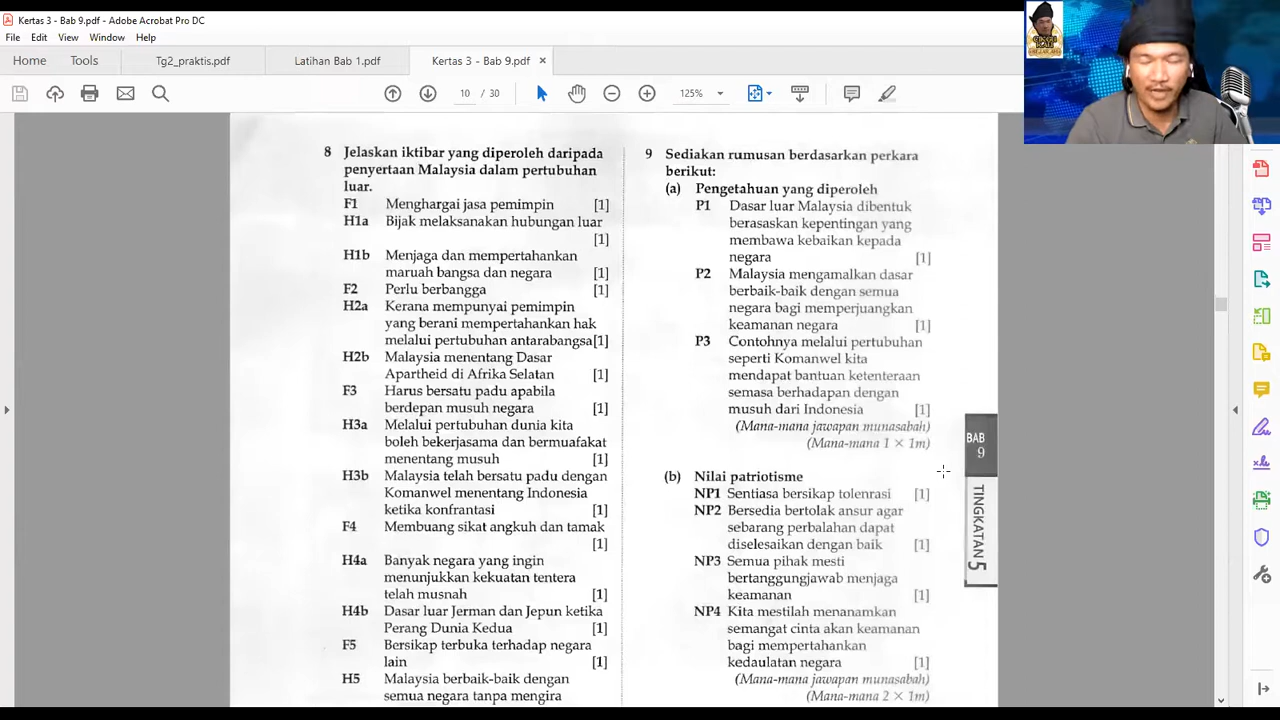 Kertas 3 - Bab 9.pdf - Adobe Acrobat Pro DC
File Edit View Window Help
Home Tools Tg2_praktis.pdf Latihan Bab 1.pdf Kertas 3 - Bab 9.pdf ×
10 / 30 125%
8 Jelaskan iktibar yang diperoleh daripada
penyertaan Malaysia dalam pertubuhan
luar.
F1 Menghargai jasa pemimpin [1]
H1a Bijak melaksanakan hubungan luar
[1]
H1b Menjaga dan mempertahankan
maruah bangsa dan negara [1]
F2 Perlu berbangga [1]
H2a Kerana mempunyai pemimpin
yang berani mempertahankan hak
melalui pertubuhan antarabangsa[1]
H2b Malaysia menentang Dasar
Apartheid di Afrika Selatan [1]
F3 Harus bersatu padu apabila
berdepan musuh negara [1]
H3a Melalui pertubuhan dunia kita
boleh bekerjasama dan bermuafakat
menentang musuh [1]
H3b Malaysia telah bersatu padu dengan
Komanwel menentang Indonesia
ketika konfrantasi [1]
F4 Membuang sikat angkuh dan tamak
[1]
H4a Banyak negara yang ingin
menunjukkan kekuatan tentera
telah musnah [1]
H4b Dasar luar Jerman dan Jepun ketika
Perang Dunia Kedua [1]
F5 Bersikap terbuka terhadap negara
lain [1]
H5 Malaysia berbaik-baik dengan
semua negara tanpa mengira
9 Sediakan rumusan berdasarkan perkara
berikut:
(a) Pengetahuan yang diperoleh
P1 Dasar luar Malaysia dibentuk
berasaskan kepentingan yang
membawa kebaikan kepada
negara [1]
P2 Malaysia mengamalkan dasar
berbaik-baik dengan semua
negara bagi memperjuangkan
keamanan negara [1]
P3 Contohnya melalui pertubuhan
seperti Komanwel kita
mendapat bantuan ketenteraan
semasa berhadapan dengan
musuh dari Indonesia [1]
(Mana-mana jawapan munasabah)
(Mana-mana 1 × 1m)
(b) Nilai patriotisme
NP1 Sentiasa bersikap tolenrasi [1]
NP2 Bersedia bertolak ansur agar
sebarang perbalahan dapat
diselesaikan dengan baik [1]
NP3 Semua pihak mesti
bertanggungjawab menjaga
keamanan [1]
NP4 Kita mestilah menanamkan
semangat cinta akan keamanan
bagi mempertahankan
kedaulatan negara [1]
(Mana-mana jawapan munasabah)
(Mana-mana 2 × 1m)
BAB
9
TINGKATAN 5